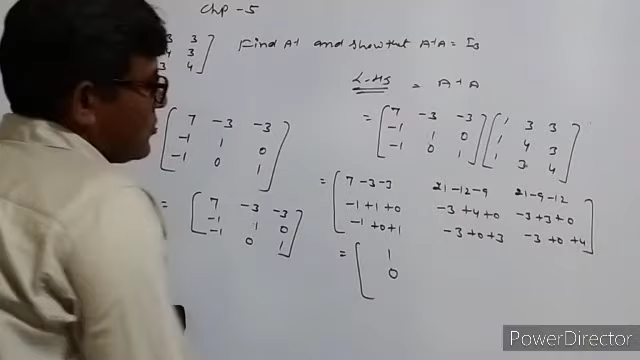 Chp - 5
3 3
4 3
3 4
Find A-1 and show that A-1A = I3
L.HS = A-1 A
7 -3 -3
-1 1 0
-1 0 1
= 7 -3 -3
-1 1 0
-1 0 1
= 7 -3 -3 1 3 3
-1 1 0 1 4 3
-1 0 1 1 3 4
= 7-3-3 21-12-9 21-9-12
-1+1+0 -3+4+0 -3+3+0
-1+0+1 -3+0+3 -3+0+4
= 1
0
PowerDirector